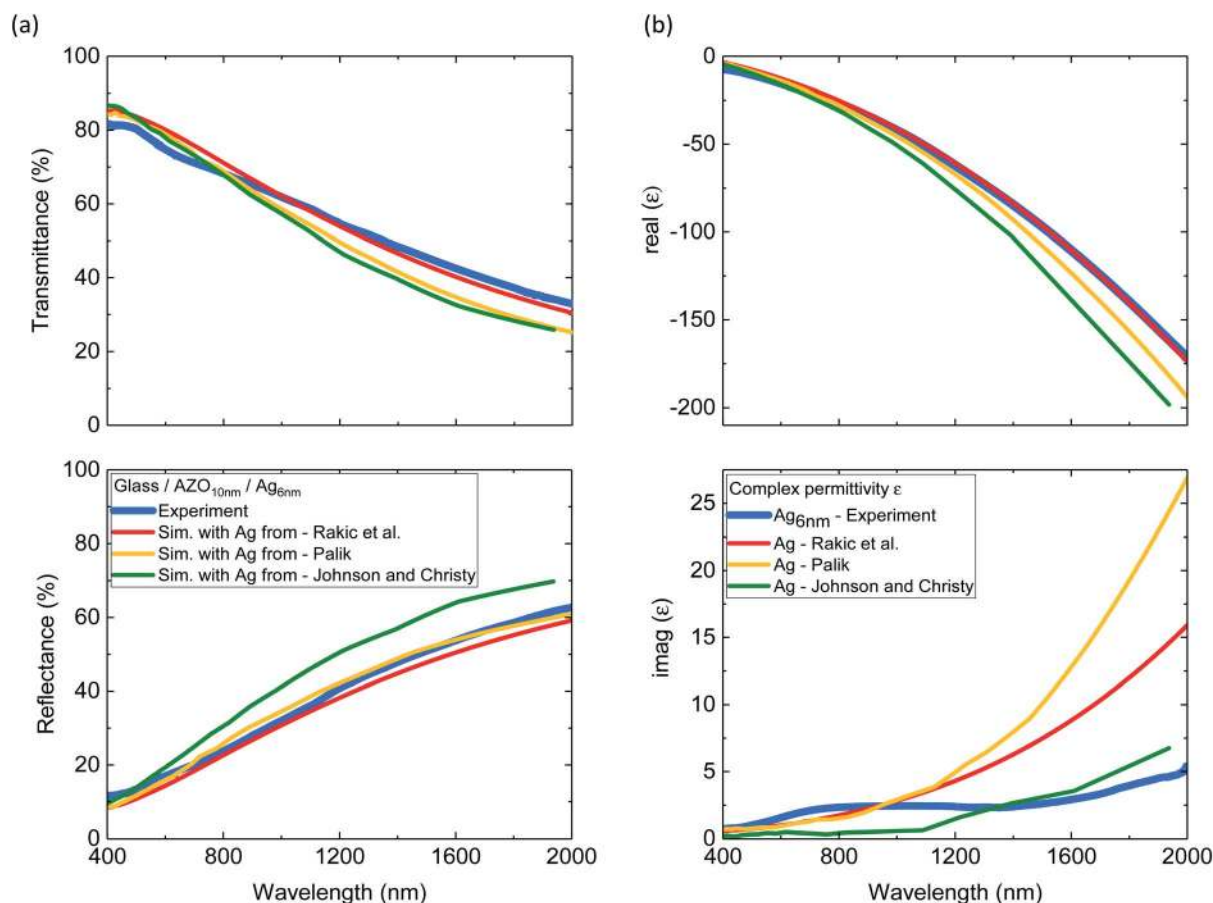 (a)
100
80
60
40
20
0
Transmittance (%)
100
80
60
40
20
0
Reflectance (%)
Glass / AZO10nm / Ag6nm
Experiment
Sim. with Ag from - Rakic et al.
Sim. with Ag from - Palik
Sim. with Ag from - Johnson and Christy
400 800 1200 1600 2000
Wavelength (nm)
(b)
0
-50
-100
-150
-200
real (ε)
25
20
15
10
5
0
imag (ε)
Complex permittivity ε
Ag6nm - Experiment
Ag - Rakic et al.
Ag - Palik
Ag - Johnson and Christy
400 800 1200 1600 2000
Wavelength (nm)